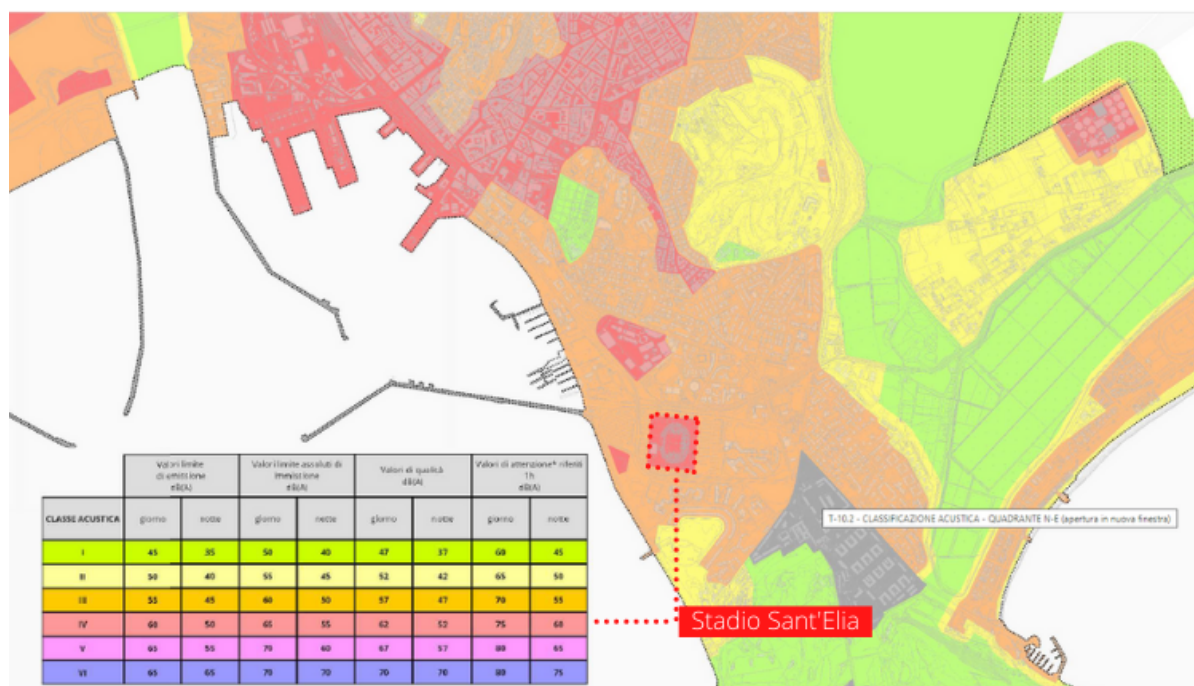 Valori limite
di emissione
dB(A)
Valori limite assoluti di
immissione
dB(A)
Valori di qualità
dB(A)
Valori di attenzione* riferiti
1h
dB(A)
CLASSE ACUSTICA giorno notte giorno notte giorno notte giorno notte
I 45 35 50 40 47 37 60 45
II 50 40 55 45 52 42 65 50
III 55 45 60 50 57 47 70 55
IV 60 50 65 55 62 52 75 60
V 65 55 70 60 67 57 80 65
VI 65 65 70 70 70 70 80 75
T-10.2 - CLASSIFICAZIONE ACUSTICA - QUADRANTE N-E (apertura in nuova finestra)
Stadio Sant'Elia